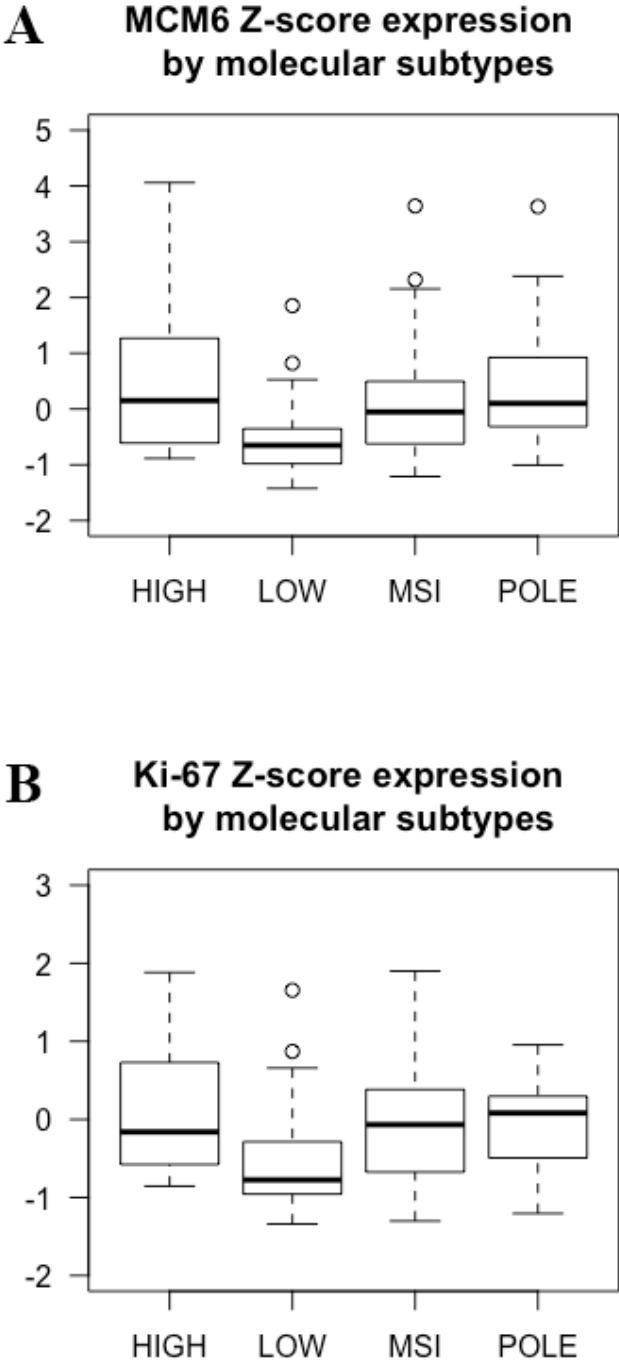 A
MCM6 Z-score expression
by molecular subtypes
5
4
3
2
1
0
-1
-2
HIGH LOW MSI POLE
B
Ki-67 Z-score expression
by molecular subtypes
3
2
1
0
-1
-2
HIGH LOW MSI POLE